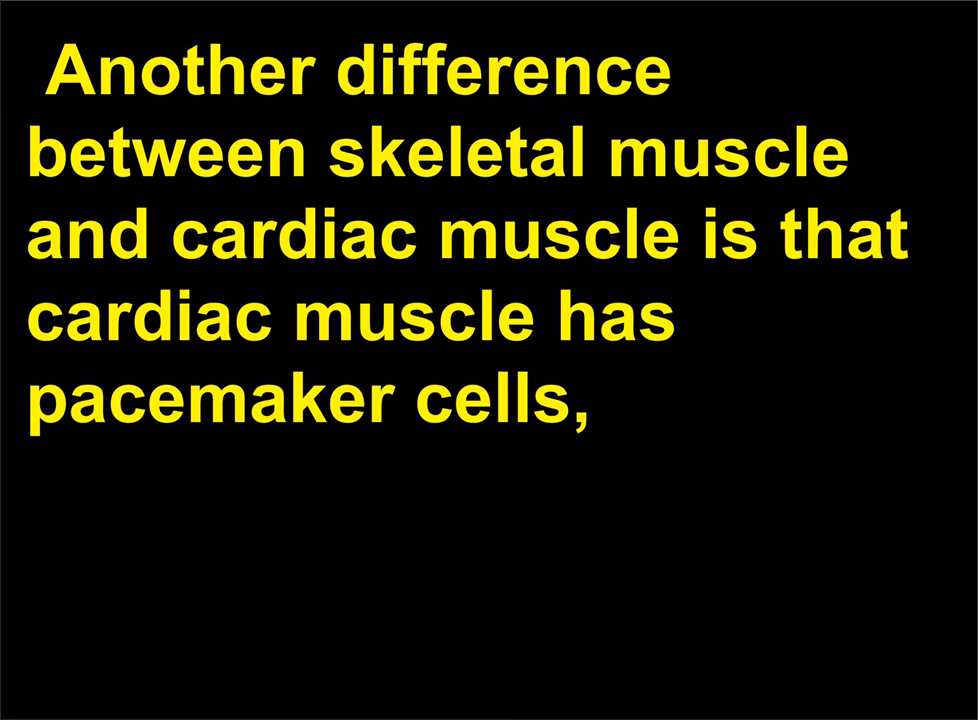 Another difference
between skeletal muscle
and cardiac muscle is that
cardiac muscle has
pacemaker cells,